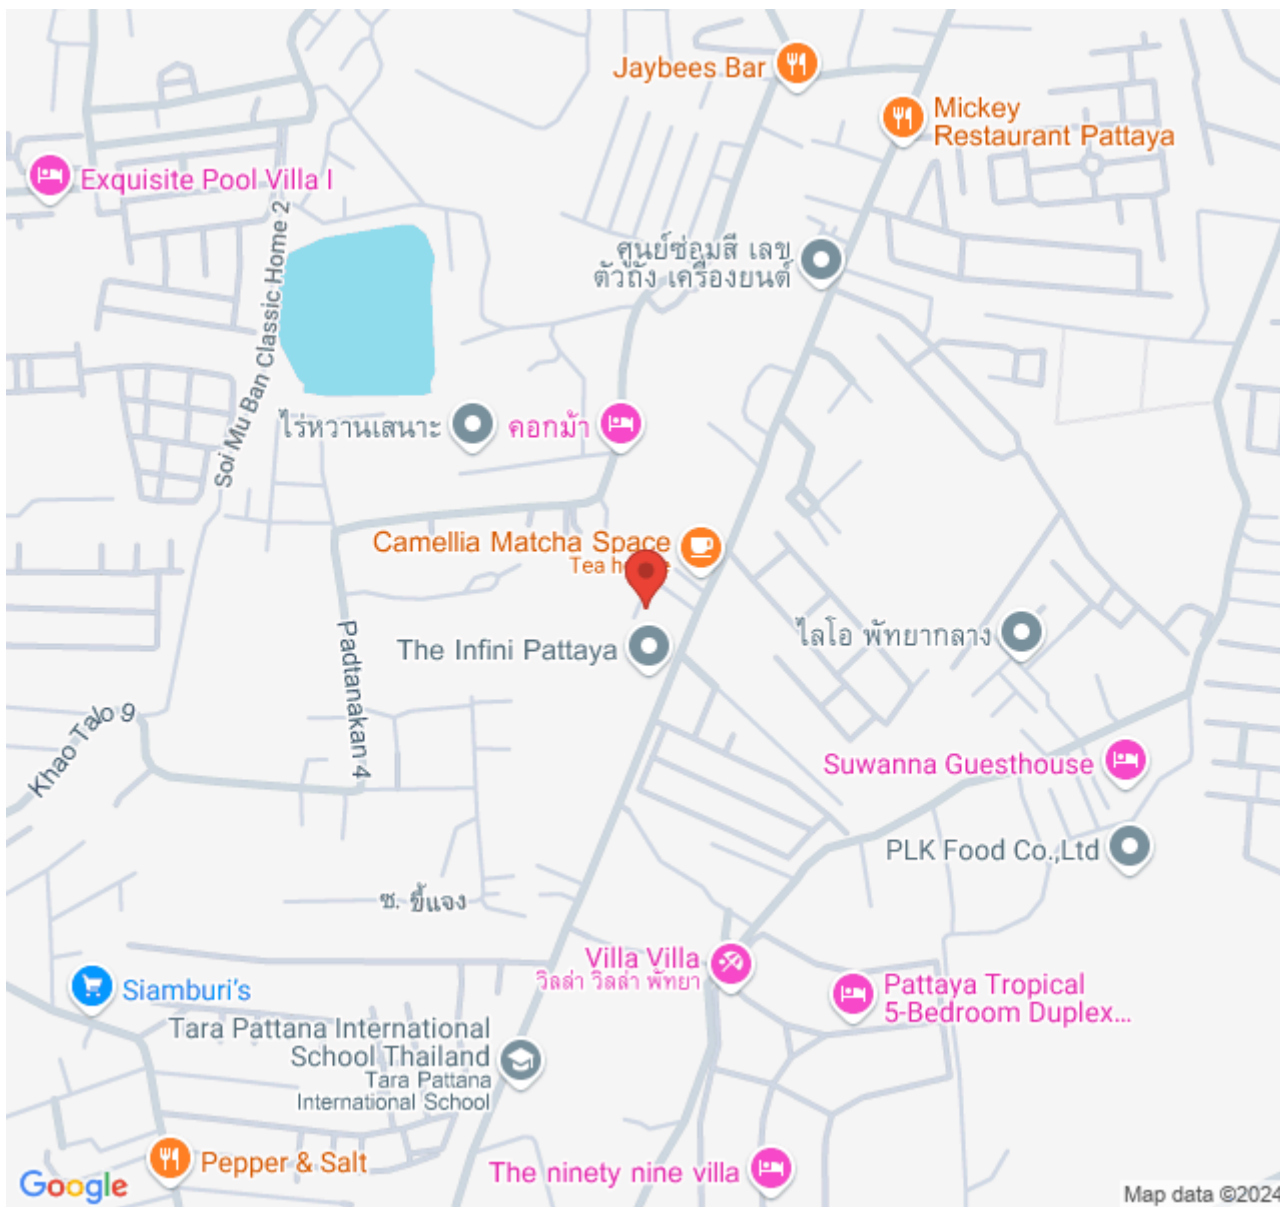 Jaybees Bar
Mickey
Restaurant Pattaya
Exquisite Pool Villa I
Soi Mu Ban Classic Home 2
ศูนย์ซ่อมสี เลข
ตัวถัง เครื่องยนต์
ไร่หวานเสนาะ
คอกม้า
Camellia Matcha Space
Tea
The Infini Pattaya
ไลโอ พัทยากลาง
Padtanakan 4
Khao Talo 9
Suwanna Guesthouse
PLK Food Co.,Ltd
ซ. ขี้แจง
Villa Villa
วิลล่า วิลล่า พัทยา
Siamburi's
Pattaya Tropical
5-Bedroom Duplex...
Tara Pattana International
School Thailand
Tara Pattana
International School
Pepper & Salt
The ninety nine villa
Google
Map data ©2024